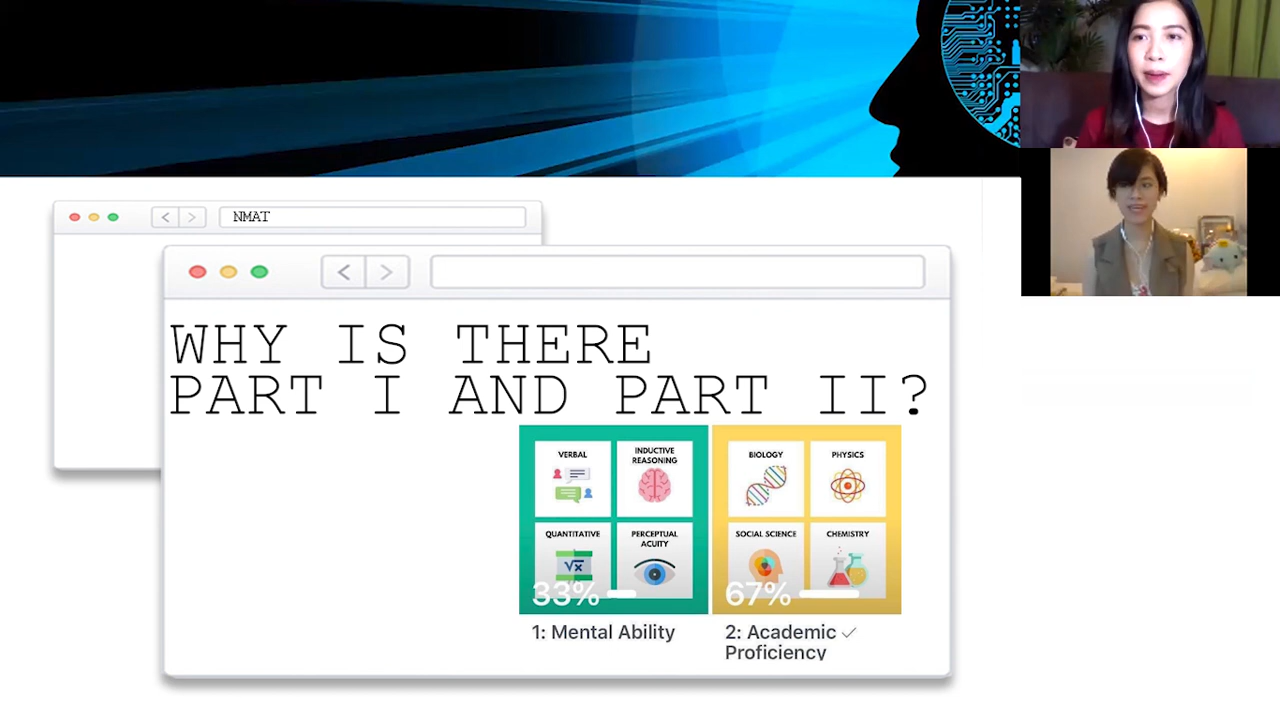 NMAT
WHY IS THERE
PART I AND PART II?
VERBAL
INDUCTIVE
REASONING
QUANTITATIVE
PERCEPTUAL
ACUITY
√x
33%
1: Mental Ability
BIOLOGY
PHYSICS
SOCIAL SCIENCE
CHEMISTRY
67%
2: Academic ✓
Proficiency